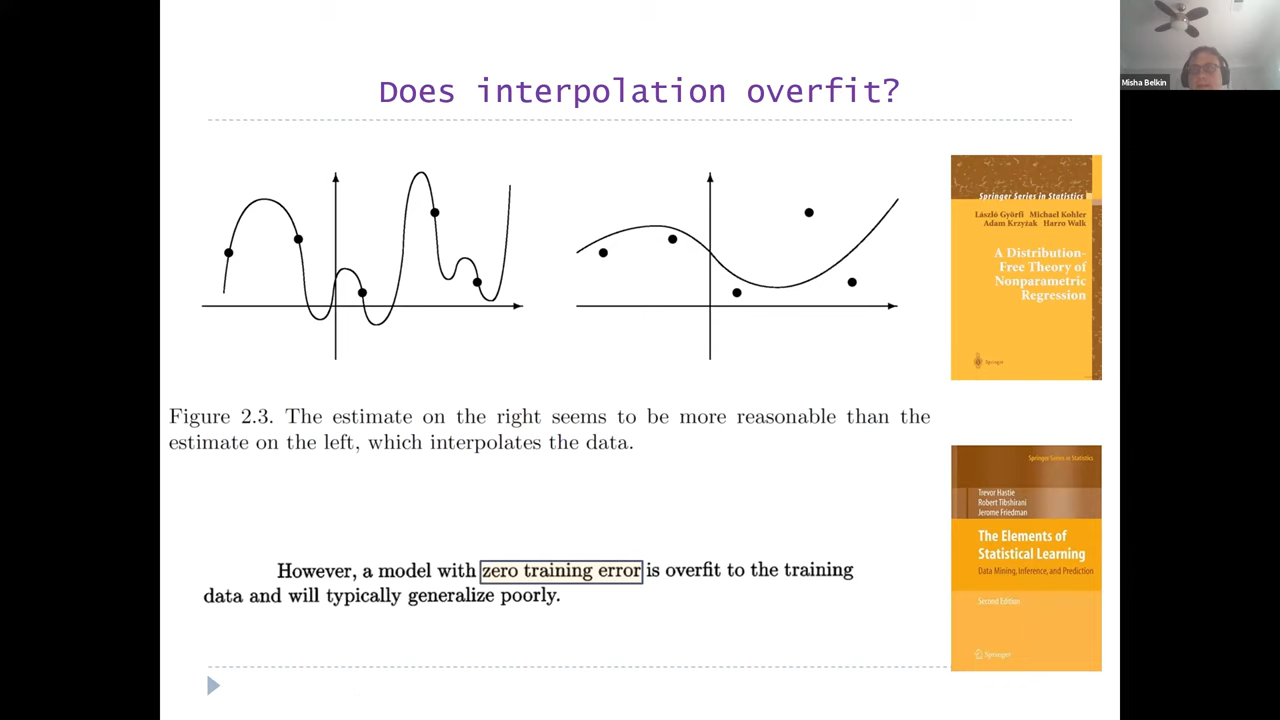 Misha Belkin
Does interpolation overfit?
Springer Series in Statistics
László Györfi Michael Kohler
Adam Krzyżak Harro Walk
A Distribution-
Free Theory of
Nonparametric
Regression
Springer
Figure 2.3. The estimate on the right seems to be more reasonable than the
estimate on the left, which interpolates the data.
Springer Series in Statistics
Trevor Hastie
Robert Tibshirani
Jerome Friedman
The Elements of
Statistical Learning
Data Mining, Inference, and Prediction
Second Edition
Springer
However, a model with zero training error is overfit to the training
data and will typically generalize poorly.